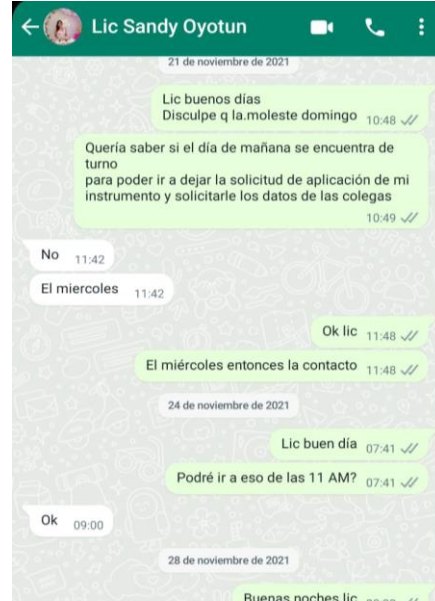 Lic Sandy Oyotun
21 de noviembre de 2021
Lic buenos días
Disculpe q la.moleste domingo 10:48
Quería saber si el día de mañana se encuentra de
turno
para poder ir a dejar la solicitud de aplicación de mi
instrumento y solicitarle los datos de las colegas
10:49
No 11:42
El miercoles 11:42
Ok lic 11:48
El miércoles entonces la contacto 11:48
24 de noviembre de 2021
Lic buen día 07:41
Podré ir a eso de las 11 AM? 07:41
Ok 09:00
28 de noviembre de 2021
Buenas noches lic